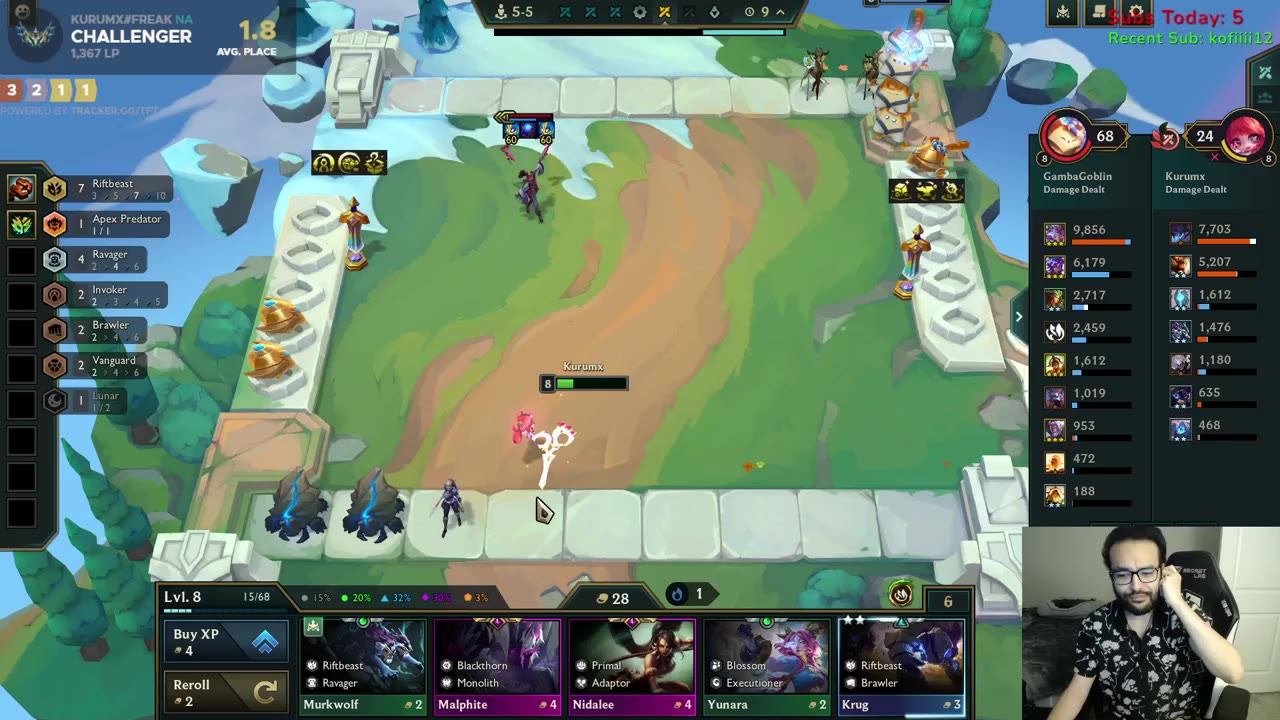 KURUMX#FREAK NA
CHALLENGER
1,367 LP
1.8
AVG. PLACE
3 2 1 1
POWERED BY TRACKER.GG/TFT
5-5
9
Subs Today: 5
Recent Sub: kofiiii12
7 Riftbeast
3 › 5 › 7 › 10
1 Apex Predator
1 / 1
4 Ravager
2 › 4 › 6
2 Invoker
2 › 3 › 4 › 5
2 Brawler
2 › 4 › 6
2 Vanguard
2 › 4 › 6
1 Lunar
1 / 2
60 60
Kurumx
8
68
24
8
8
GambaGoblin
Damage Dealt
Kurumx
Damage Dealt
9,856
7,703
6,179
5,207
2,717
1,612
2,459
1,476
1,612
1,180
1,019
635
953
468
472
188
Lvl. 8
15/68
15% 20% 32% 30% 3%
28
1
6
Buy XP
4
Reroll
2
Riftbeast
Ravager
Murkwolf 2
Blackthorn
Monolith
Malphite 4
Primal
Adaptor
Nidalee 4
Blossom
Executioner
Yunara 2
Riftbeast
Brawler
Krug 3